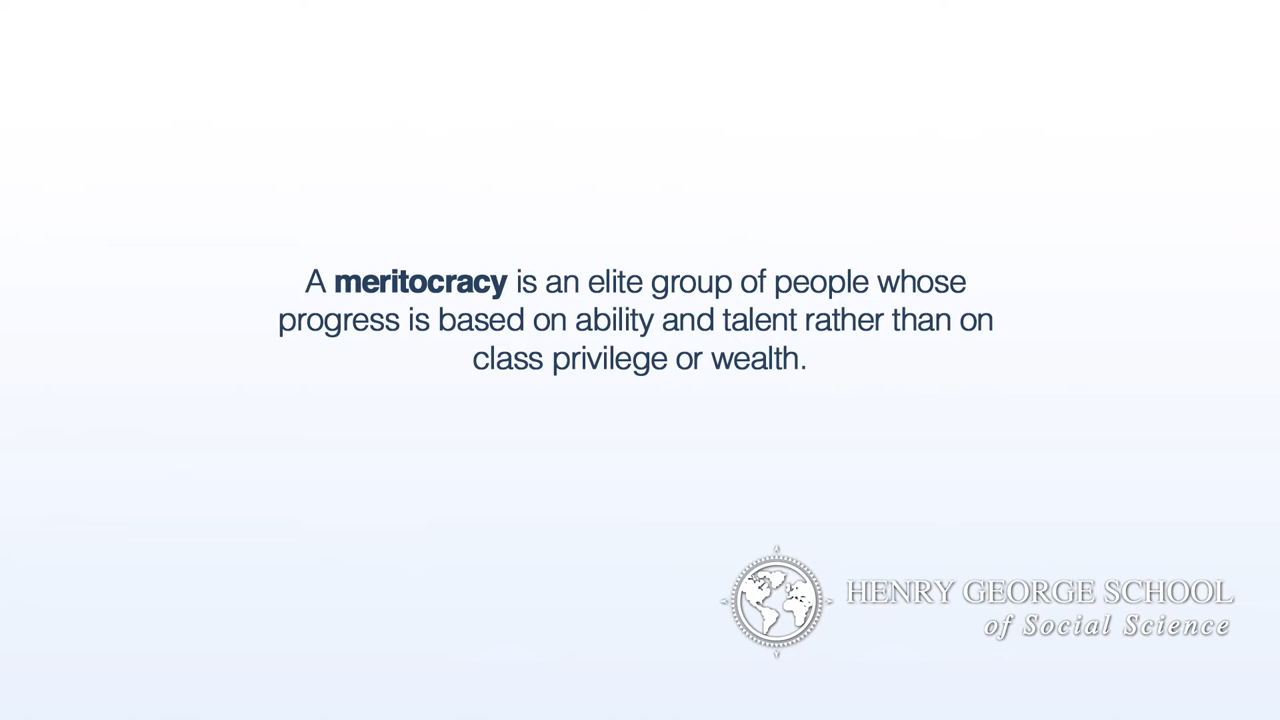 A meritocracy is an elite group of people whose
progress is based on ability and talent rather than on
class privilege or wealth.
HENRY GEORGE SCHOOL
of Social Science